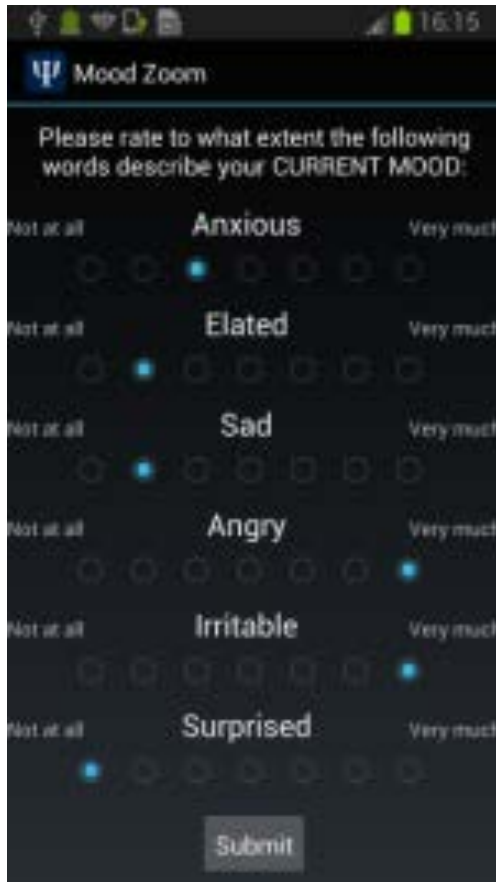 16:15
Mood Zoom
Please rate to what extent the following
words describe your CURRENT MOOD:
Not at all Anxious Very much
Not at all Elated Very much
Not at all Sad Very much
Not at all Angry Very much
Not at all Irritable Very much
Not at all Surprised Very much
Submit